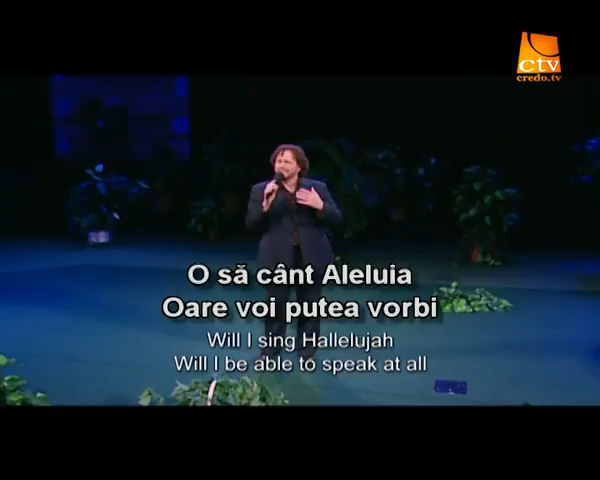 ctv
credo.tv
O să cânt Aleluia
Oare voi putea vorbi
Will I sing Hallelujah
Will I be able to speak at all